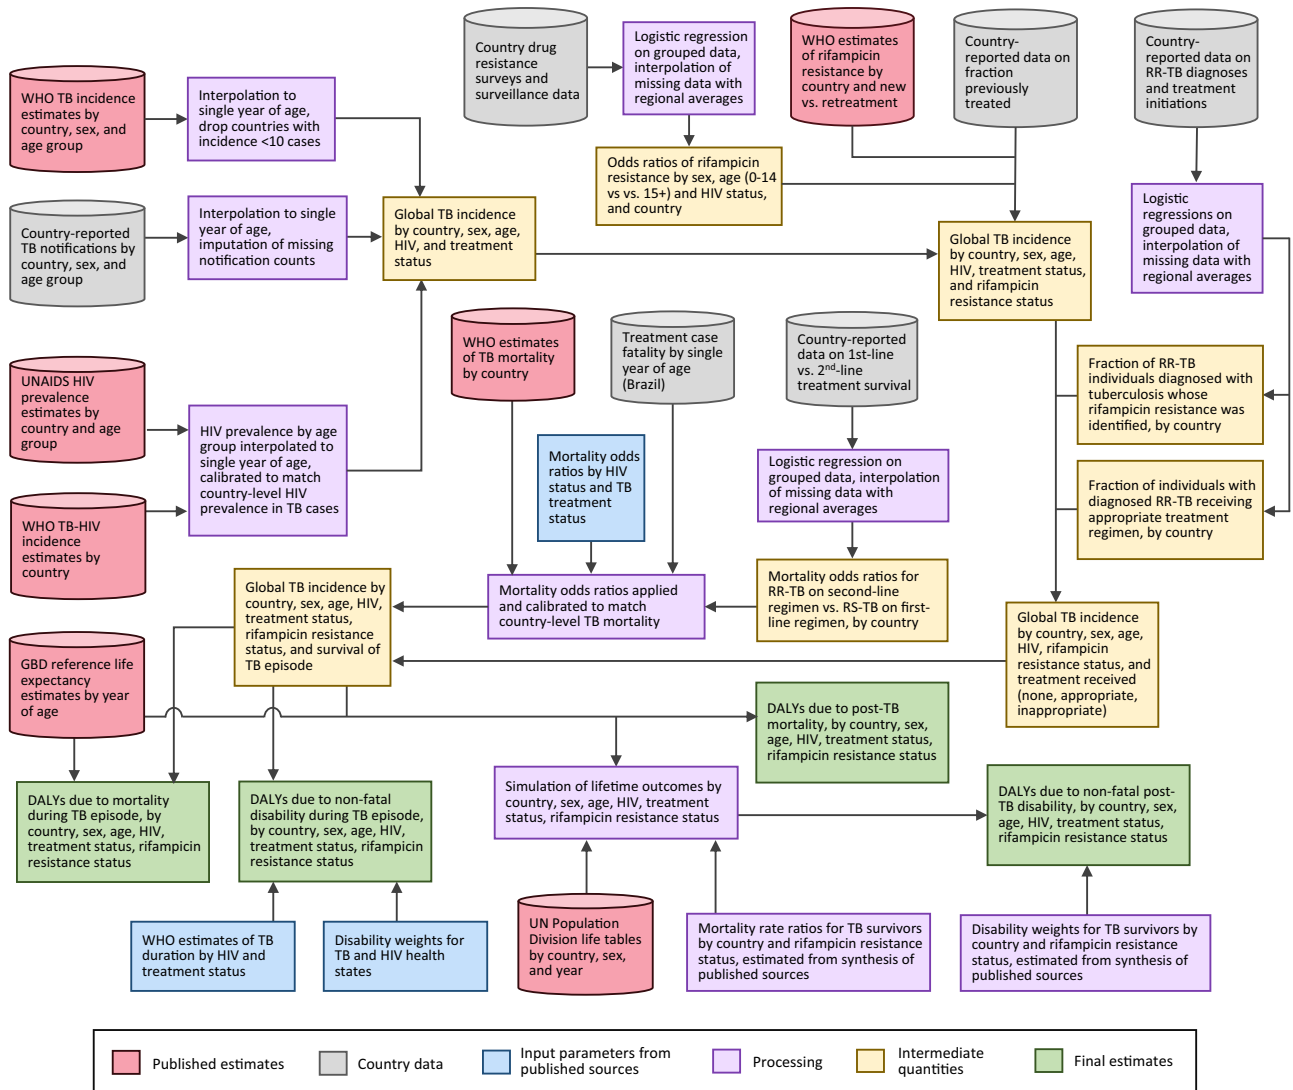 Country drug
resistance
surveys and
surveillance data
Logistic regression
on grouped data,
interpolation of
missing data with
regional averages
WHO estimates
of rifampicin
resistance by
country and new
vs. retreatment
Country-
reported data on
fraction
previously
treated
Country-
reported data on
RR-TB diagnoses
and treatment
initiations
WHO TB incidence
estimates by
country, sex, and
age group
Interpolation to
single year of age,
drop countries with
incidence <10 cases
Odds ratios of rifampicin
resistance by sex, age (0-14
vs vs. 15+) and HIV status,
and country
Logistic
regressions on
grouped data,
interpolation of
missing data with
regional averages
Country-reported
TB notifications by
country, sex, and
age group
Interpolation to single
year of age,
imputation of missing
notification counts
Global TB incidence
by country, sex, age,
HIV, and treatment
status
Global TB incidence
by country, sex, age,
HIV, treatment status,
and rifampicin
resistance status
WHO estimates
of TB mortality
by country
Treatment case
fatality by single
year of age
(Brazil)
Country-reported
data on 1st-line
vs. 2nd-line
treatment survival
Fraction of RR-TB
individuals diagnosed with
tuberculosis whose
rifampicin resistance was
identified, by country
UNAIDS HIV
prevalence
estimates by
country and age
group
HIV prevalence by age
group interpolated to
single year of age,
calibrated to match
country-level HIV
prevalence in TB cases
Mortality odds
ratios by HIV
status and TB
treatment
status
Logistic regression on
grouped data, interpolation
of missing data with
regional averages
Fraction of individuals with
diagnosed RR-TB receiving
appropriate treatment
regimen, by country
WHO TB-HIV
incidence
estimates by
country
Global TB incidence by
country, sex, age, HIV,
treatment status,
rifampicin resistance
status, and survival of
TB episode
Mortality odds ratios applied
and calibrated to match
country-level TB mortality
Mortality odds ratios for
RR-TB on second-line
regimen vs. RS-TB on first-
line regimen, by country
Global TB incidence
by country, sex, age,
HIV, rifampicin
resistance status, and
treatment received
(none, appropriate,
inappropriate)
GBD reference life
expectancy
estimates by year
of age
DALYs due to post-TB
mortality, by country, sex,
age, HIV, treatment status,
rifampicin resistance status
DALYs due to mortality
during TB episode, by
country, sex, age, HIV,
treatment status, rifampicin
resistance status
DALYs due to non-fatal
disability during TB episode,
by country, sex, age, HIV,
treatment status, rifampicin
resistance status
Simulation of lifetime outcomes by
country, sex, age, HIV, treatment
status, rifampicin resistance status
DALYs due to non-fatal post-
TB disability, by country, sex,
age, HIV, treatment status,
rifampicin resistance status
WHO estimates of TB
duration by HIV and
treatment status
Disability weights for
TB and HIV health
states
UN Population
Division life tables
by country, sex,
and year
Mortality rate ratios for TB survivors
by country and rifampicin resistance
status, estimated from synthesis of
published sources
Disability weights for TB survivors by
country and rifampicin resistance
status, estimated from synthesis of
published sources
Published estimates
Country data
Input parameters from
published sources
Processing
Intermediate
quantities
Final estimates